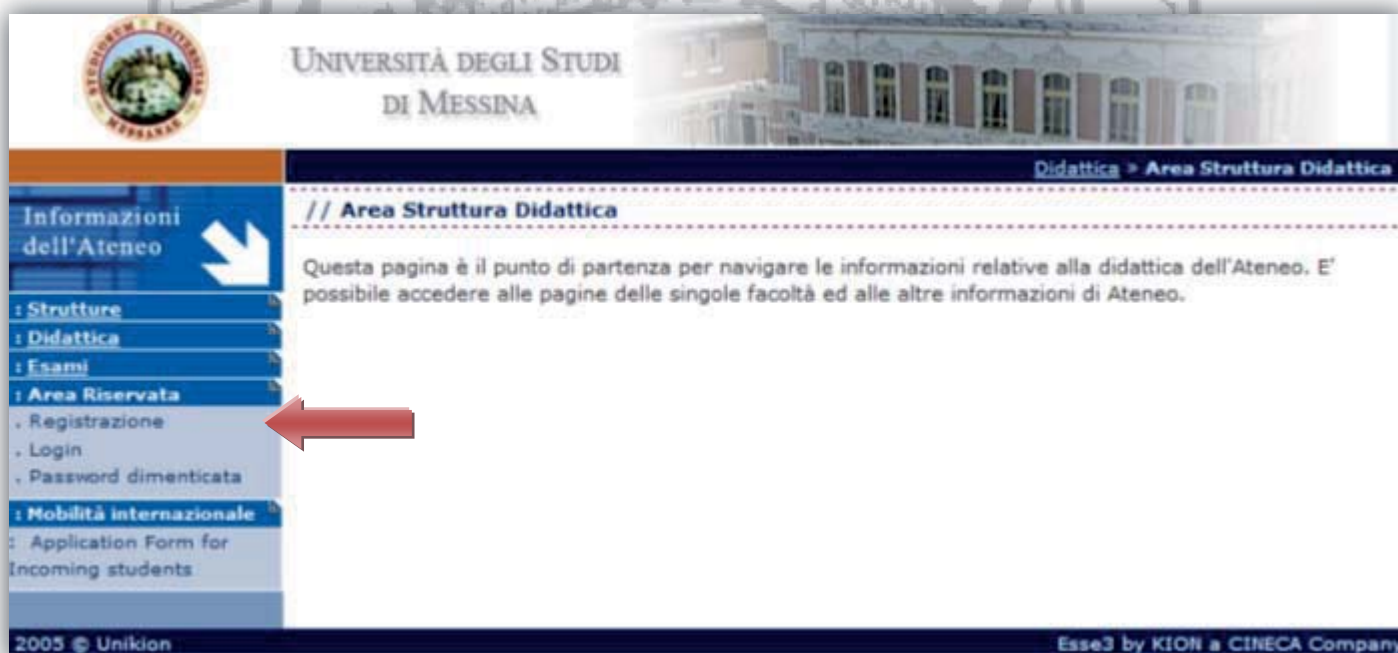 STUDIORUM UNIVERSITAS MESSANAE
UNIVERSITÀ DEGLI STUDI
DI MESSINA
Didattica > Area Struttura Didattica
Informazioni
dell'Ateneo
// Area Struttura Didattica
Questa pagina è il punto di partenza per navigare le informazioni relative alla didattica dell'Ateneo. E'
possibile accedere alle pagine delle singole facoltà ed alle altre informazioni di Ateneo.
: Strutture
: Didattica
: Esami
: Area Riservata
. Registrazione
. Login
. Password dimenticata
: Mobilità internazionale
: Application Form for
Incoming students
2005 © Unikion
Esse3 by KION a CINECA Company